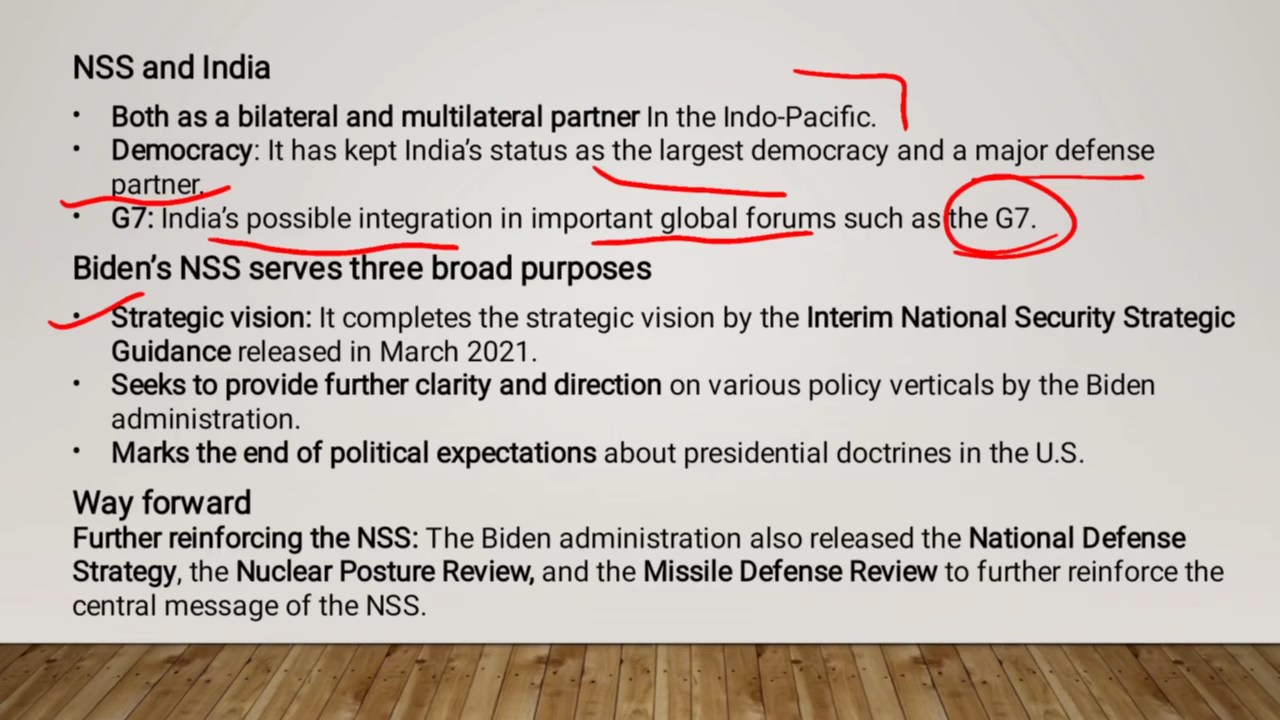 NSS and India
• Both as a bilateral and multilateral partner In the Indo-Pacific.
• Democracy: It has kept India's status as the largest democracy and a major defense
partner.
• G7: India's possible integration in important global forums such as the G7.
Biden's NSS serves three broad purposes
• Strategic vision: It completes the strategic vision by the Interim National Security Strategic
Guidance released in March 2021.
• Seeks to provide further clarity and direction on various policy verticals by the Biden
administration.
• Marks the end of political expectations about presidential doctrines in the U.S.
Way forward
Further reinforcing the NSS: The Biden administration also released the National Defense
Strategy, the Nuclear Posture Review, and the Missile Defense Review to further reinforce the
central message of the NSS.